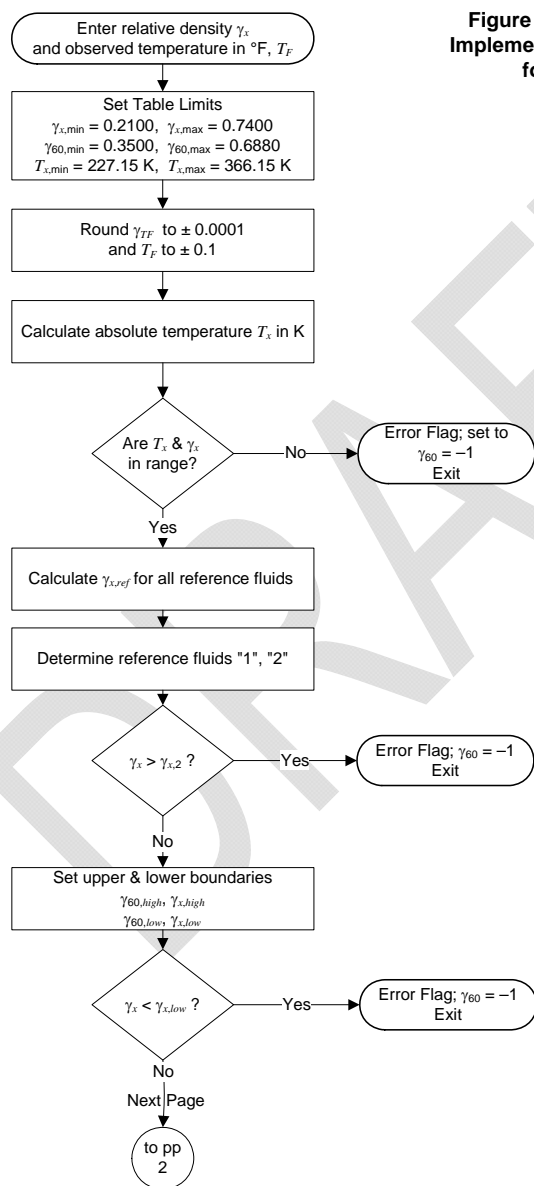 Enter relative density γx
and observed temperature in °F, TF
Figure
Impleme
fo
Set Table Limits
γx,min = 0.2100, γx,max = 0.7400
γ60,min = 0.3500, γ60,max = 0.6880
Tx,min = 227.15 K, Tx,max = 366.15 K
Round γTF to ± 0.0001
and TF to ± 0.1
Calculate absolute temperature Tx in K
Are Tx & γx
in range?
No
Error Flag; set to
γ60 = –1
Exit
Yes
Calculate γx,ref for all reference fluids
Determine reference fluids "1", "2"
γx > γx,2 ?
Yes
Error Flag; γ60 = –1
Exit
No
Set upper & lower boundaries
γ60,high, γx,high
γ60,low, γx,low
γx < γx,low ?
Yes
Error Flag; γ60 = –1
Exit
No
Next Page
to pp
2
DRAF